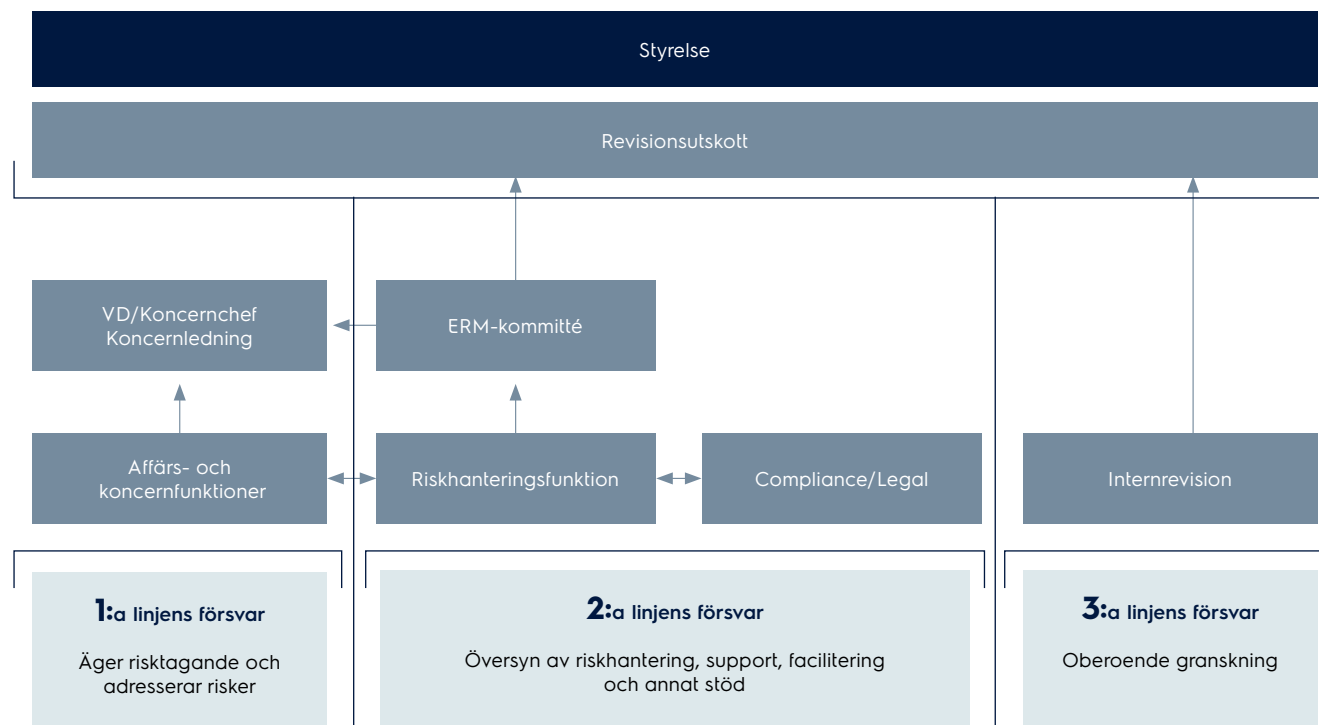 Styrelse
Revisionsutskott
VD/Koncernchef
Koncernledning
ERM-kommitté
Affärs- och
koncernfunktioner
Riskhanteringsfunktion
Compliance/Legal
Internrevision
1:a linjens försvar
Äger risktagande och
adresserar risker
2:a linjens försvar
Översyn av riskhantering, support, facilitering
och annat stöd
3:a linjens försvar
Oberoende granskning